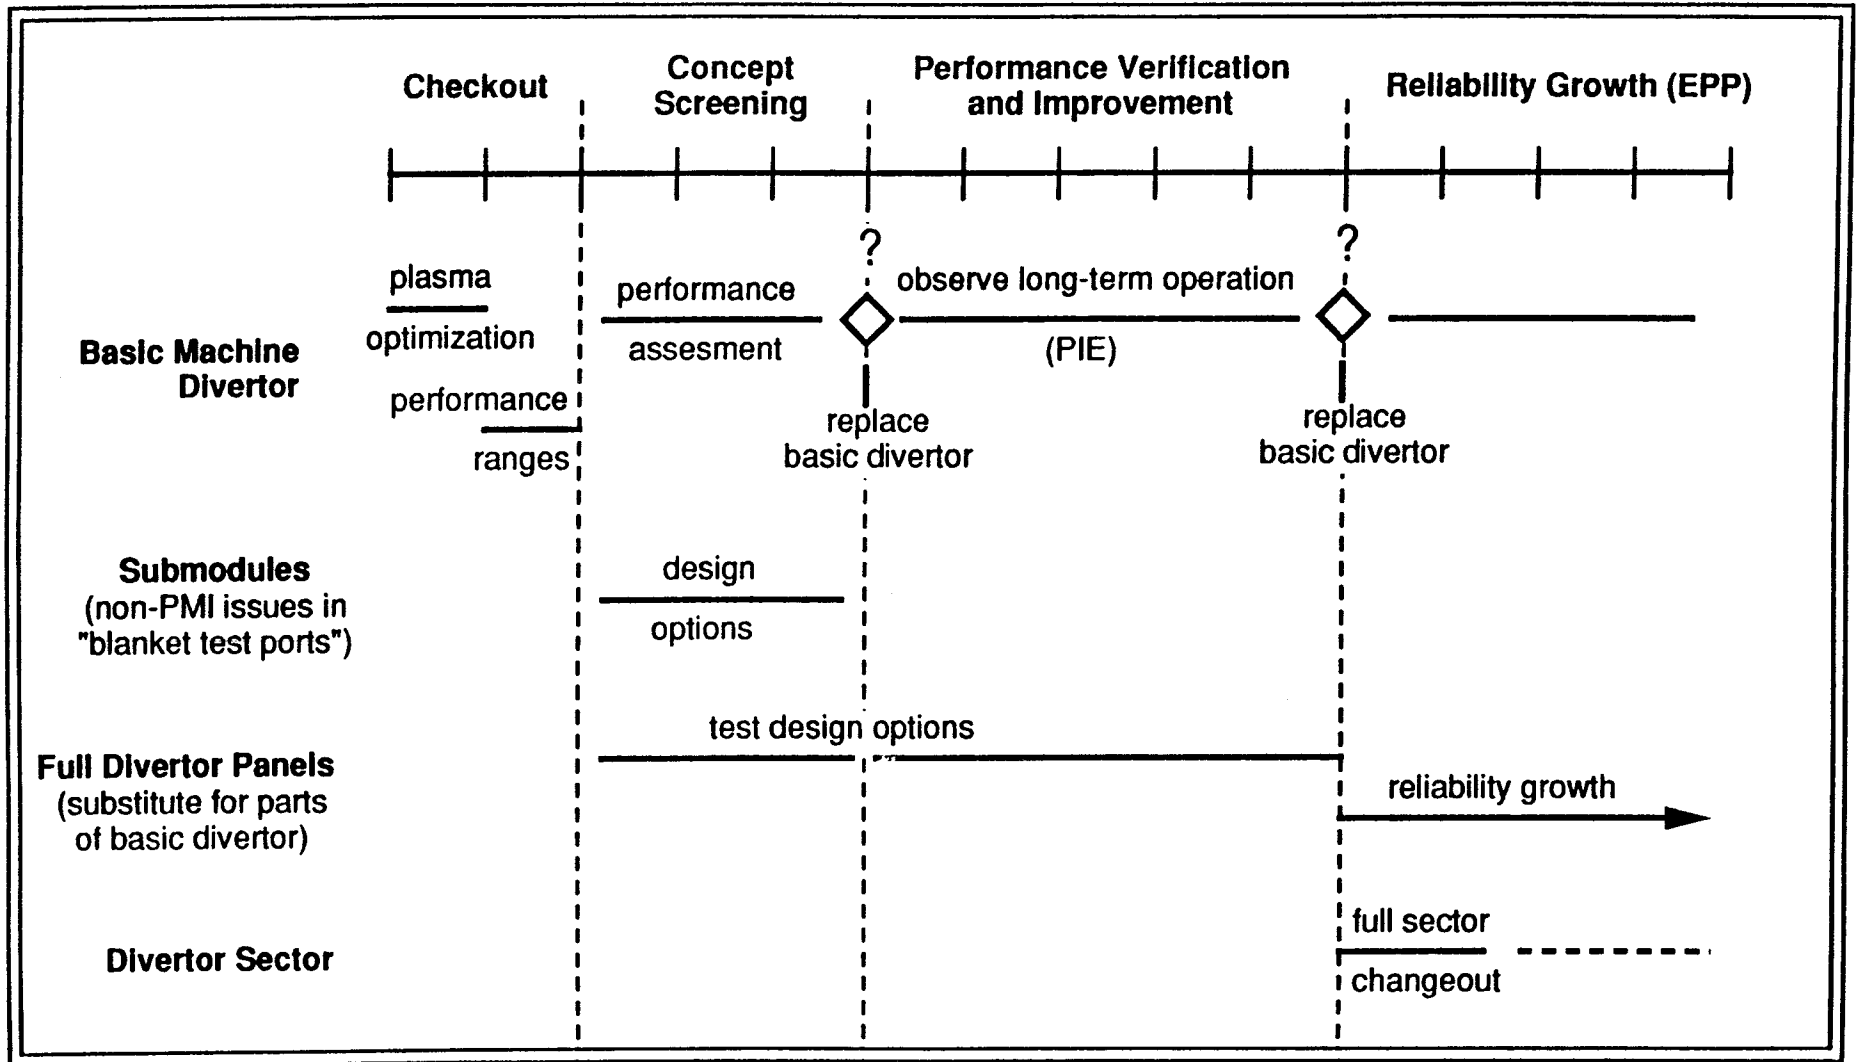 Checkout
Concept
Screening
Performance Verification
and Improvement
Reliability Growth (EPP)
?
?
Basic Machine
Divertor
plasma
optimization
performance
ranges
performance
assesment
observe long-term operation
(PIE)
replace
basic divertor
replace
basic divertor
Submodules
(non-PMI issues in
"blanket test ports")
design
options
Full Divertor Panels
(substitute for parts
of basic divertor)
test design options
reliability growth
Divertor Sector
full sector
changeout